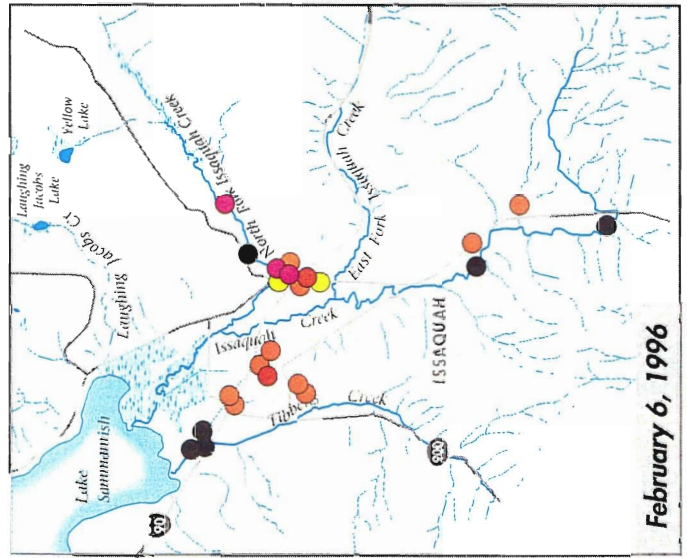 Yellow
Lake
Laughing
Jacobs
Lake
North Fork Issaquah Creek
Laughing Jacobs Cr
East Fork Issaquah Creek
Issaquah Creek
Lake
Sammamish
ISSAQUAH
Tibbetts Creek
90
900
February 6, 1996